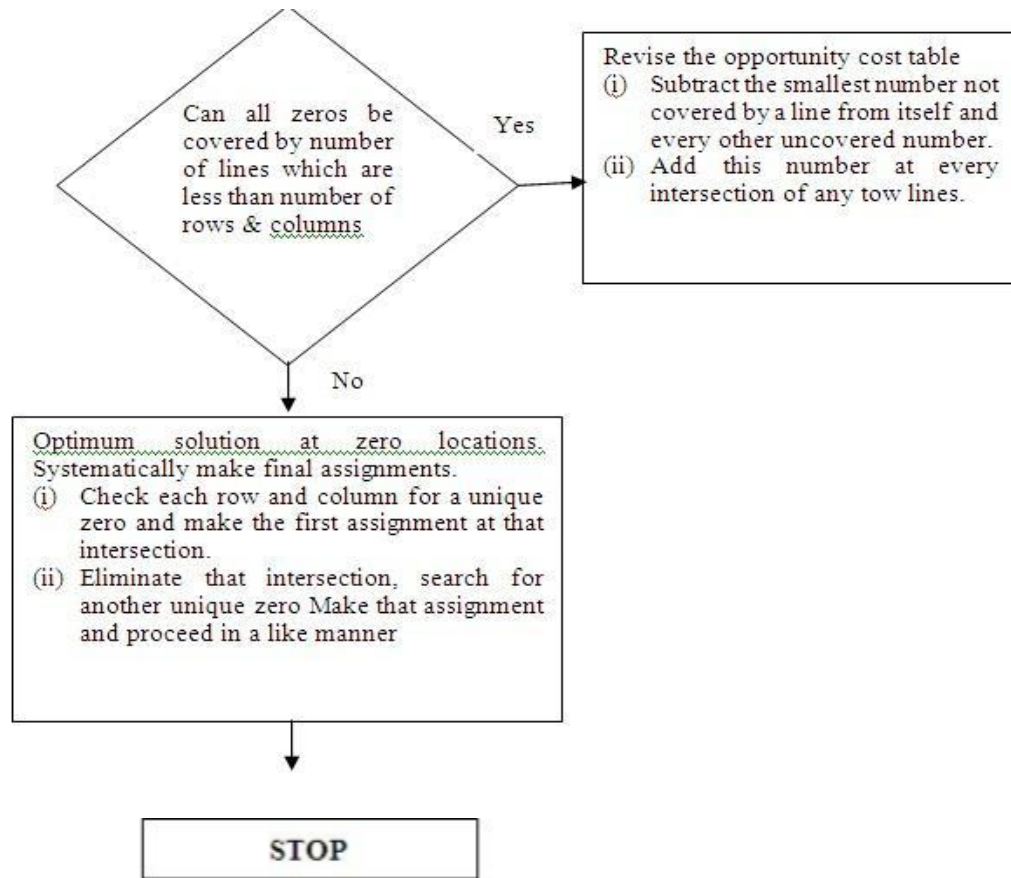 Can all zeros be
covered by number
of lines which are
less than number of
rows & columns
Yes
Revise the opportunity cost table
(i) Subtract the smallest number not
covered by a line from itself and
every other uncovered number.
(ii) Add this number at every
intersection of any tow lines.
No
Optimum solution at zero locations.
Systematically make final assignments.
(i) Check each row and column for a unique
zero and make the first assignment at that
intersection.
(ii) Eliminate that intersection, search for
another unique zero Make that assignment
and proceed in a like manner
STOP